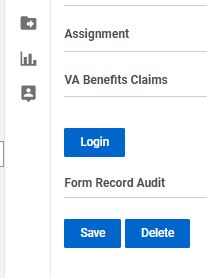 Assignment
VA Benefits Claims
Login
Form Record Audit
Save Delete